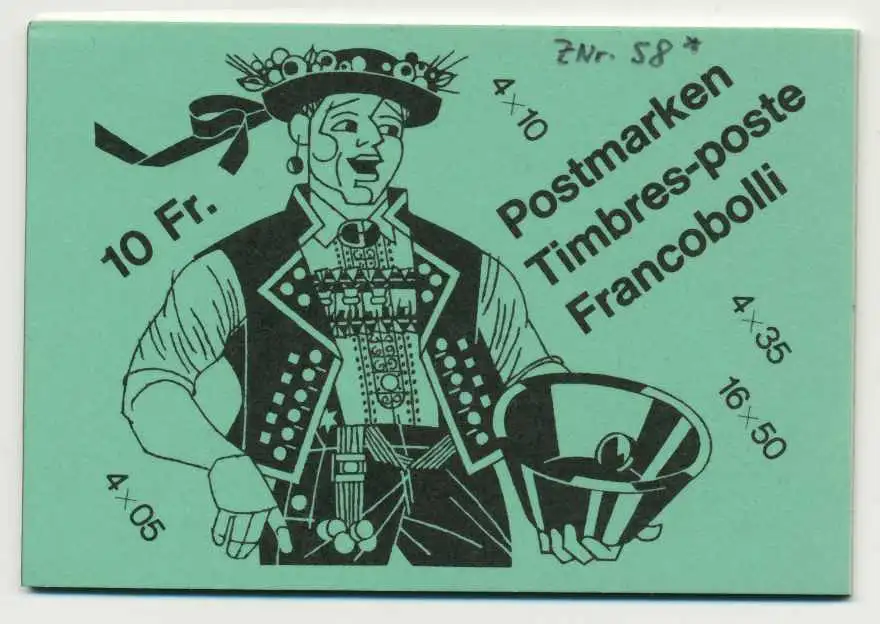 ZNr. 58*
4×10
Postmarken
Timbres-poste
Francobolli
10 Fr.
4×35
16×50
4×05